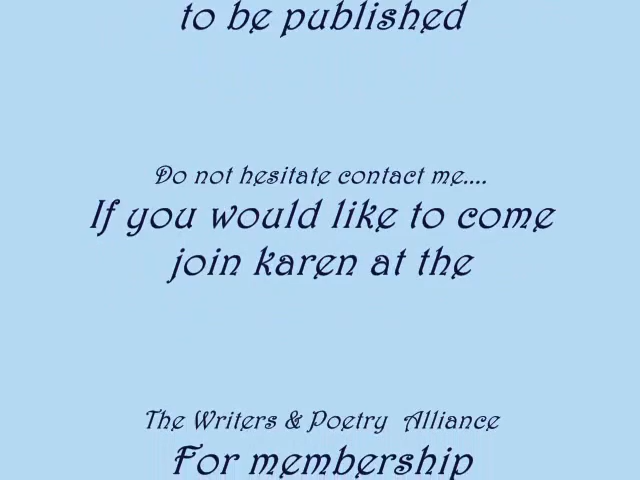 to be published
Do not hesitate contact me....
If you would like to come
join karen at the
The Writers & Poetry Alliance
For membership